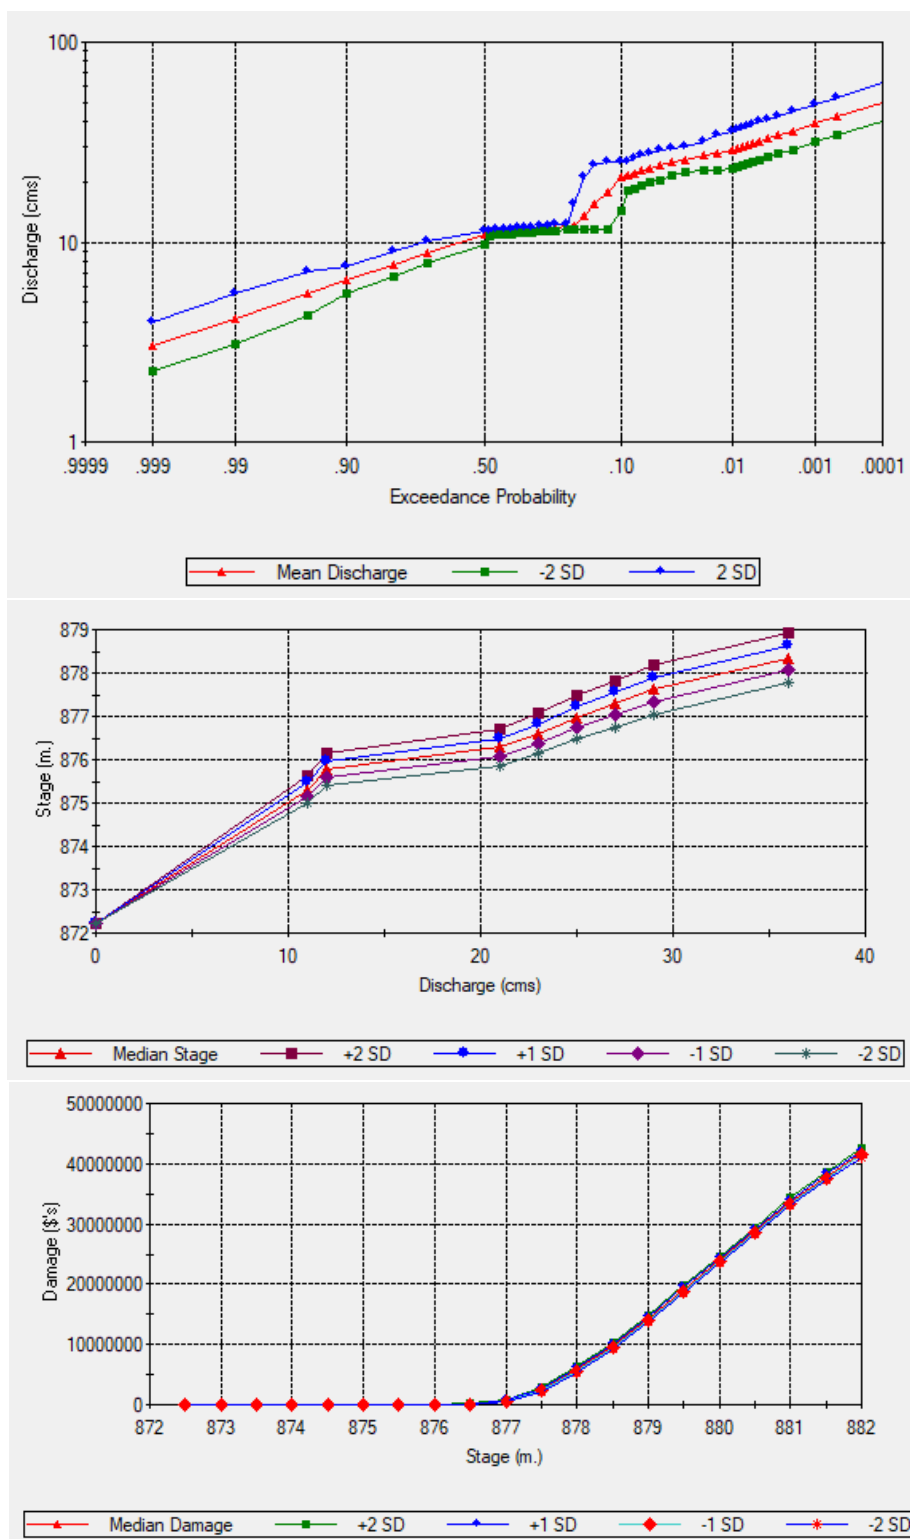 100
10
1
Discharge (cms)
.9999 .999 .99 .90 .50 .10 .01 .001 .0001
Exceedance Probability
Mean Discharge -2 SD 2 SD
879
878
877
876
875
874
873
872
Stage (m.)
0 10 20 30 40
Discharge (cms)
Median Stage +2 SD +1 SD -1 SD -2 SD
50000000
40000000
30000000
20000000
10000000
0
Damage ($'s)
872 873 874 875 876 877 878 879 880 881 882
Stage (m.)
Median Damage +2 SD +1 SD -1 SD -2 SD